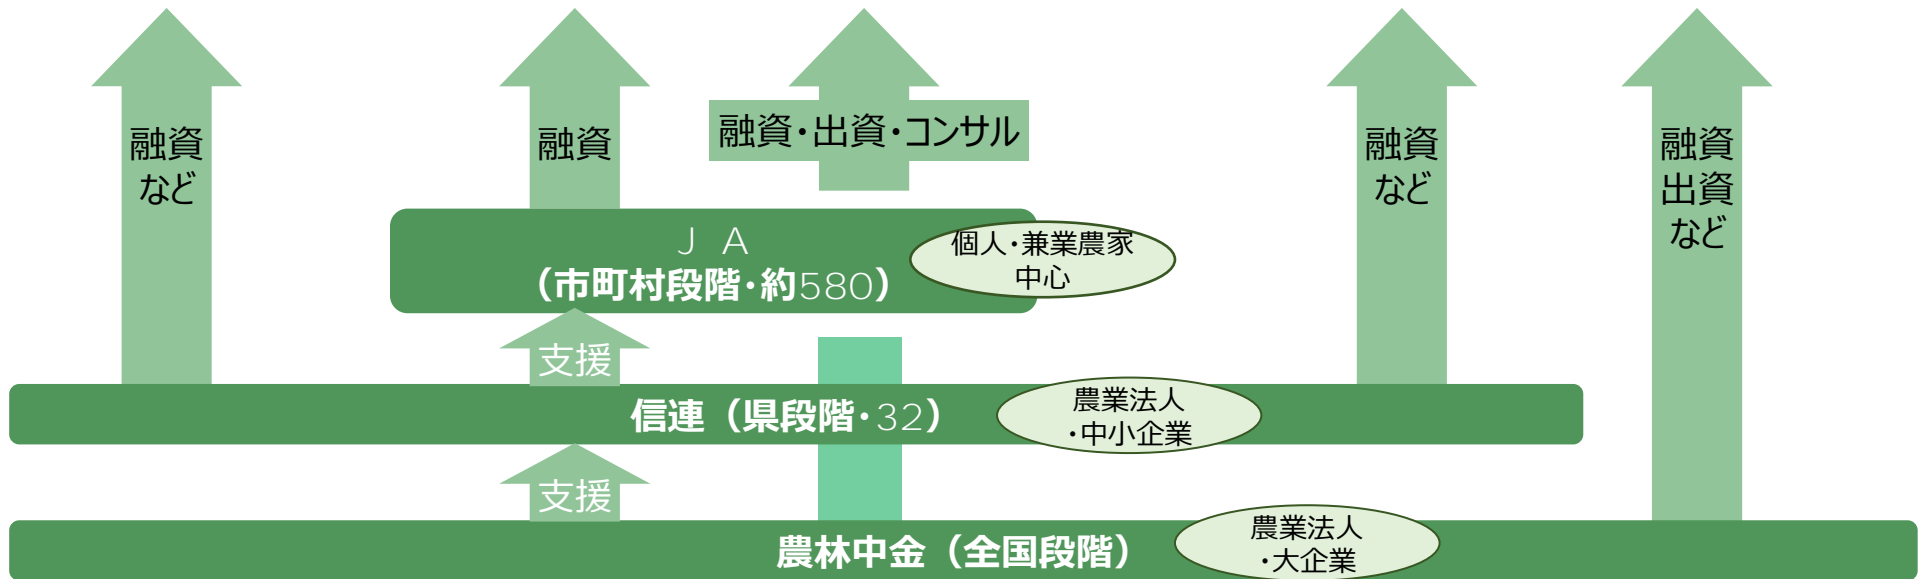 融資
など
融資
融資・出資・コンサル
融資
など
融資
出資
など
ＪＡ
（市町村段階・約580）
個人・兼業農家
中心
支援
信連（県段階・32）
農業法人
・中小企業
支援
農林中金（全国段階）
農業法人
・大企業